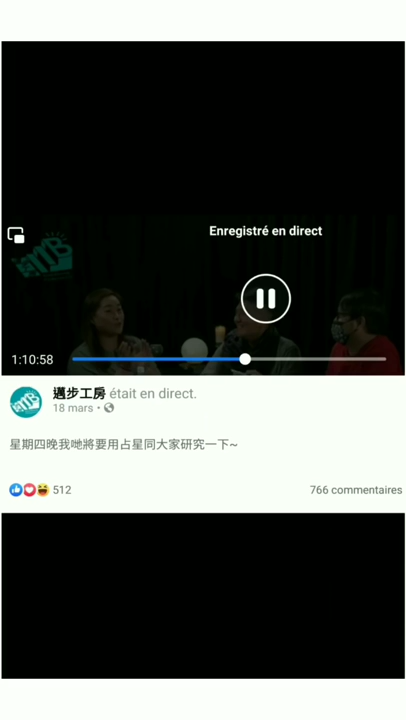 Enregistré en direct
MB
1:10:58
邁步工房 était en direct.
18 mars
星期四晚我哋將要用占星同大家研究一下~
512
766 commentaires